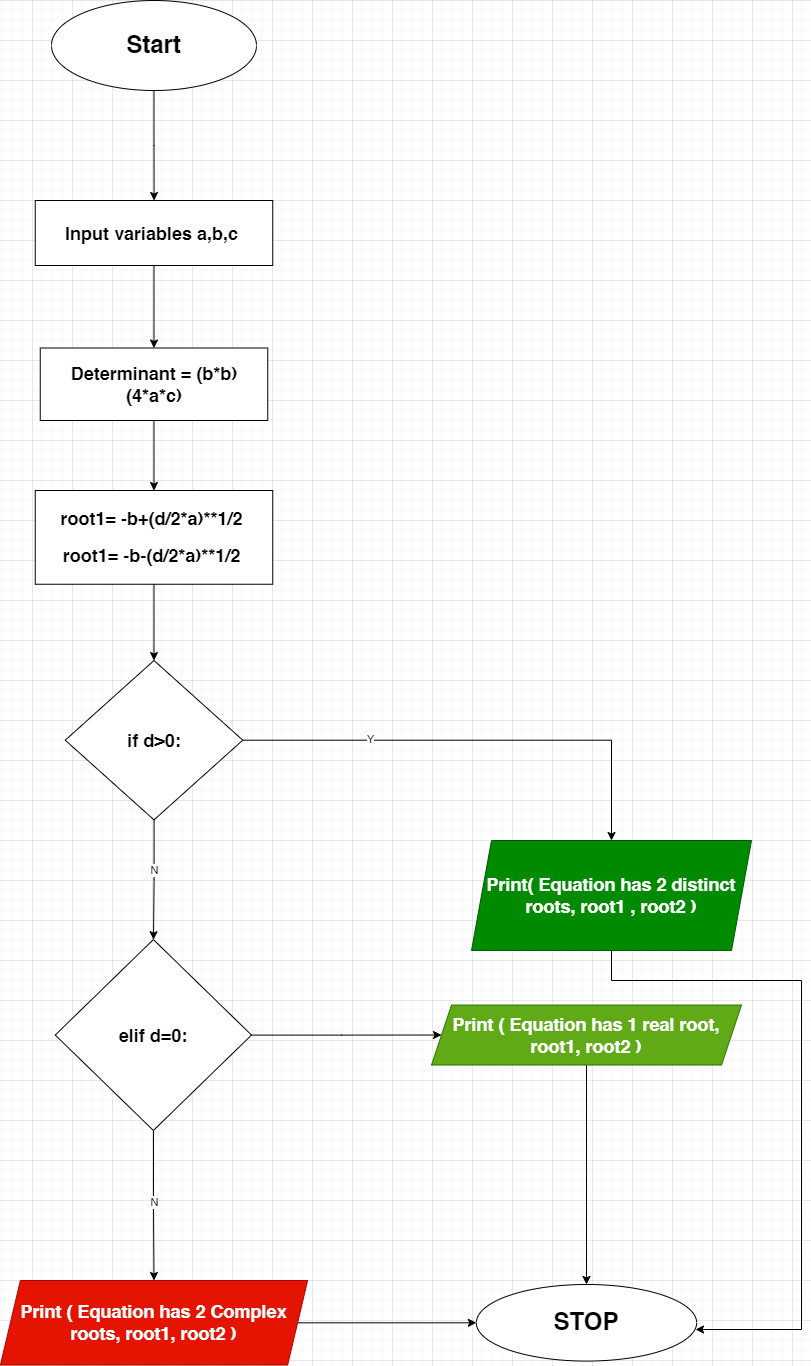 Start
Input variables a,b,c
Determinant = (b*b)
(4*a*c)
root1= -b+(d/2*a)**1/2
root1= -b-(d/2*a)**1/2
if d>0:
Y
N
Print( Equation has 2 distinct
roots, root1 , root2 )
elif d=0:
Print ( Equation has 1 real root,
root1, root2 )
N
Print ( Equation has 2 Complex
roots, root1, root2 )
STOP